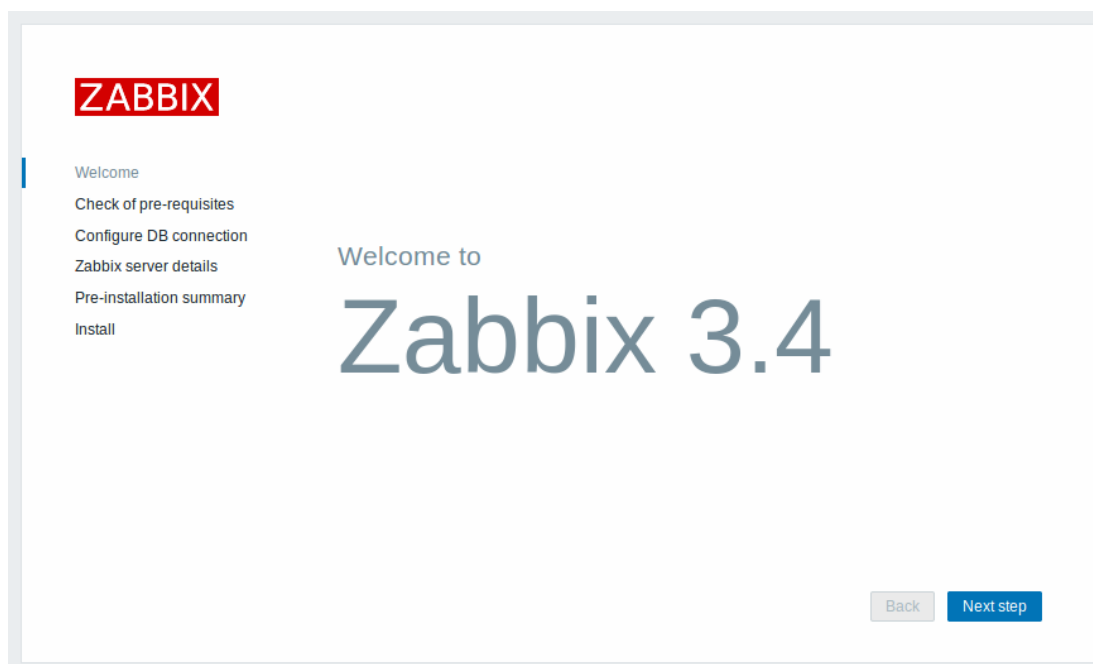 ZABBIX
Welcome
Check of pre-requisites
Configure DB connection
Zabbix server details
Pre-installation summary
Install
Welcome to
Zabbix 3.4
Back
Next step